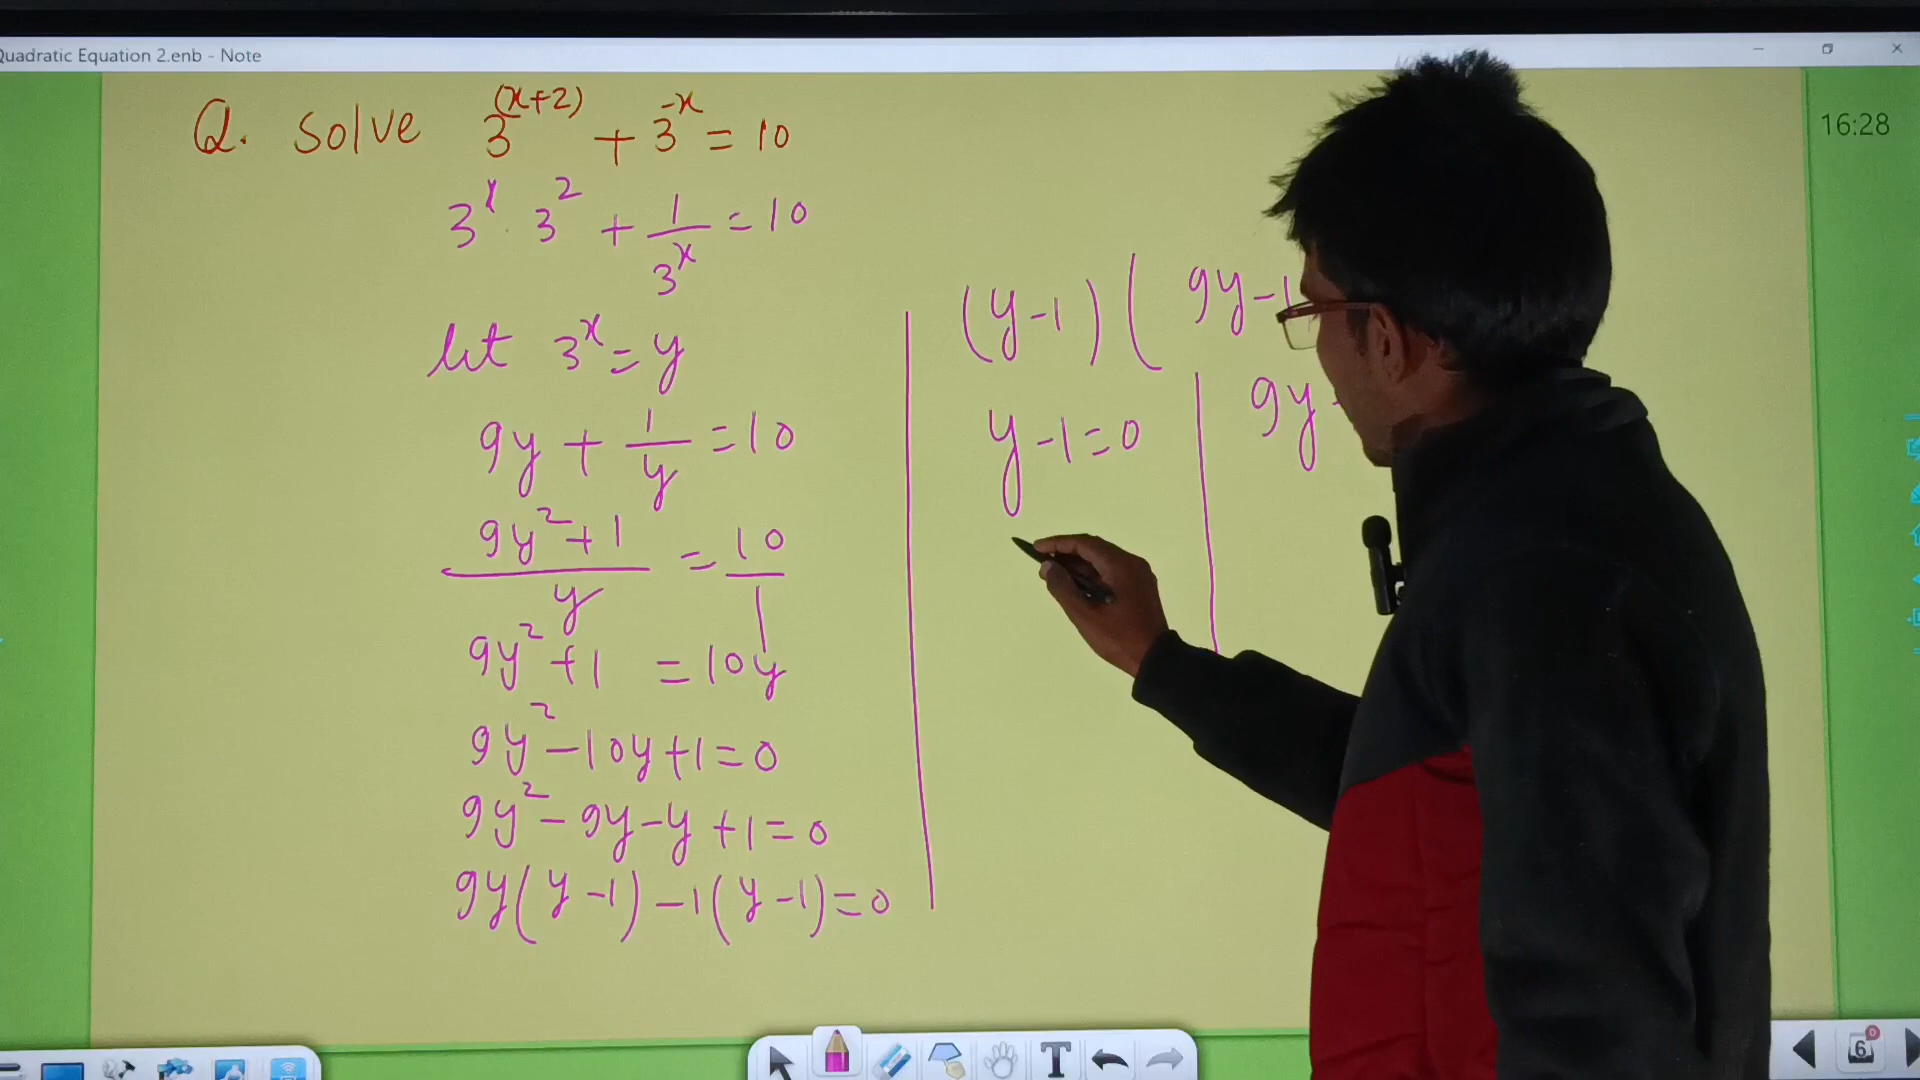 Quadratic Equation 2.enb - Note
16:28
Q. Solve 3^(x+2) + 3^-x = 10
3^x . 3^2 + 1/3^x = 10
let 3^x = y
9y + 1/y = 10
(9y^2+1)/y = 10/1
9y^2 + 1 = 10y
9y^2 - 10y + 1 = 0
9y^2 - 9y - y + 1 = 0
9y(y-1) - 1(y-1) = 0
(y-1)(9y-1
y-1=0
9y-
T
6